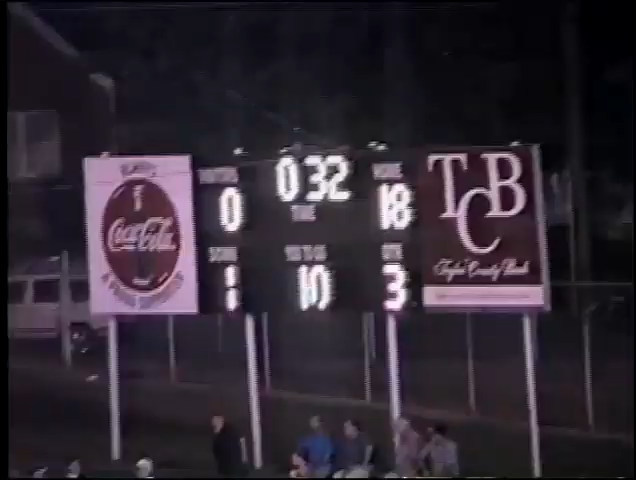 VISITORS
0
0 32
TIME
HOME
18
DOWN
1
YDS TO GO
10
QTR
3
Coca-Cola
TCB
Taylor County Bank